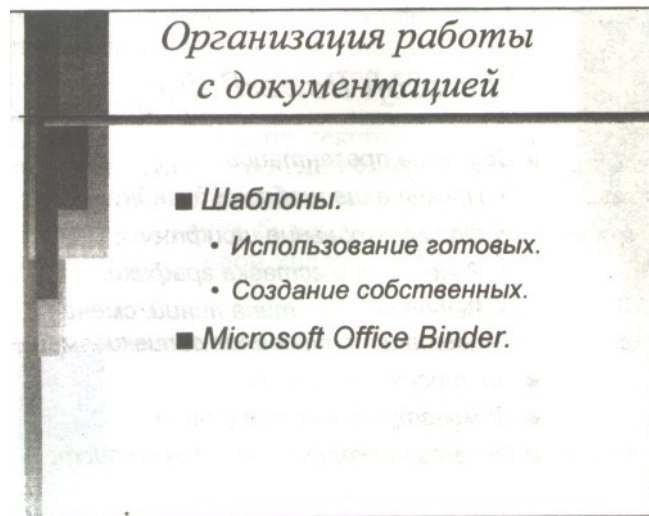 Организация работы
с документацией
■ Шаблоны.
• Использование готовых.
• Создание собственных.
■ Microsoft Office Binder.